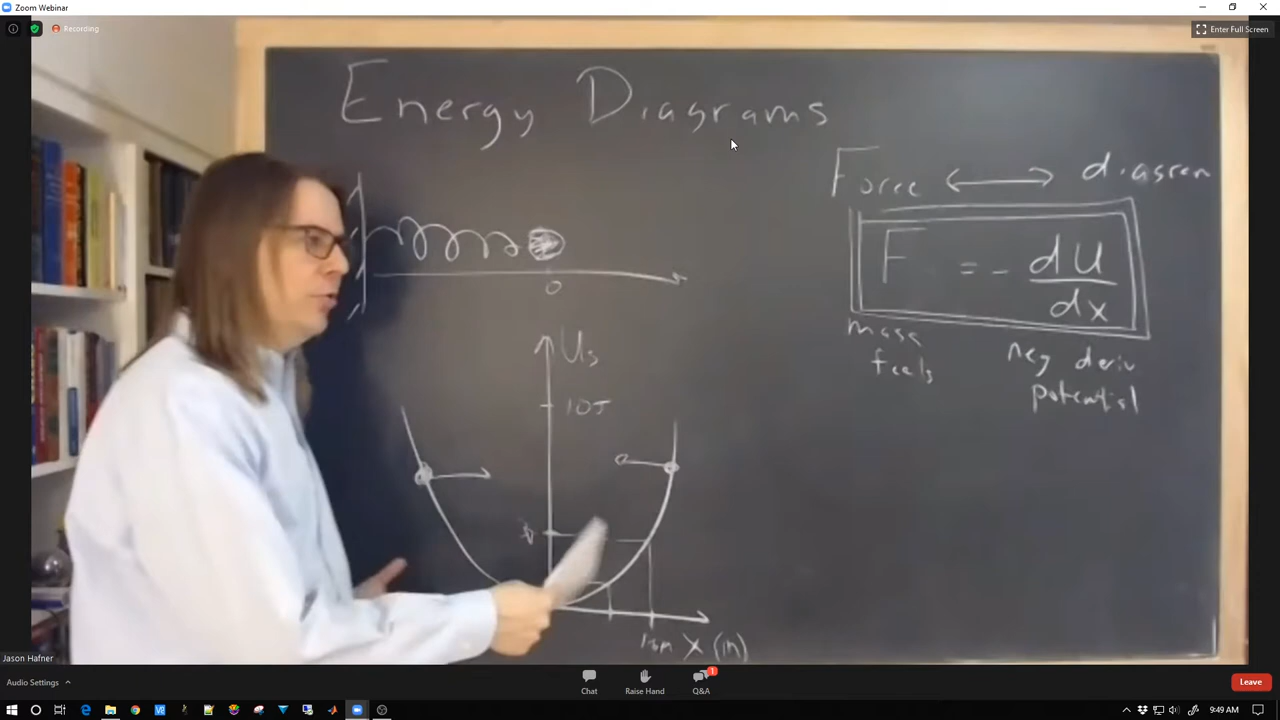 Zoom Webinar
Recording
Enter Full Screen
Energy Diagrams
Force ↔ diagram
F = - dU
dx
mass
feels
neg deriv
potential
0
Us
10J
X (m)
Jason Hafner
Audio Settings
Chat
Raise Hand
Q&A
1
Leave
9:49 AM